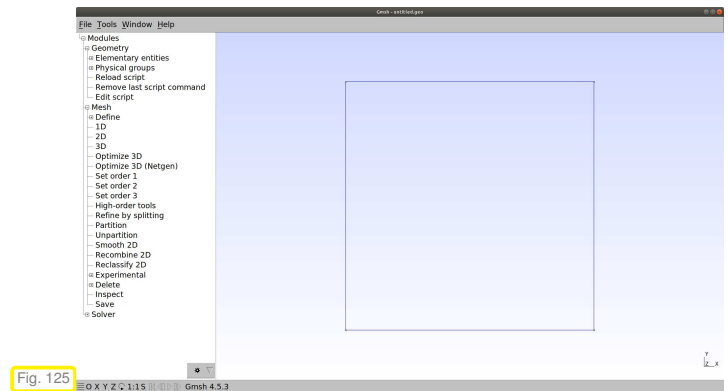 Gmsh - untitled.geo
File Tools Window Help
Modules
Geometry
Elementary entities
Physical groups
Reload script
Remove last script command
Edit script
Mesh
Define
1D
2D
3D
Optimize 3D
Optimize 3D (Netgen)
Set order 1
Set order 2
Set order 3
High-order tools
Refine by splitting
Partition
Unpartition
Smooth 2D
Recombine 2D
Reclassify 2D
Experimental
Delete
Inspect
Save
Solver
Y
Z X
Fig. 125
O X Y Z 1:1 S Gmsh 4.5.3